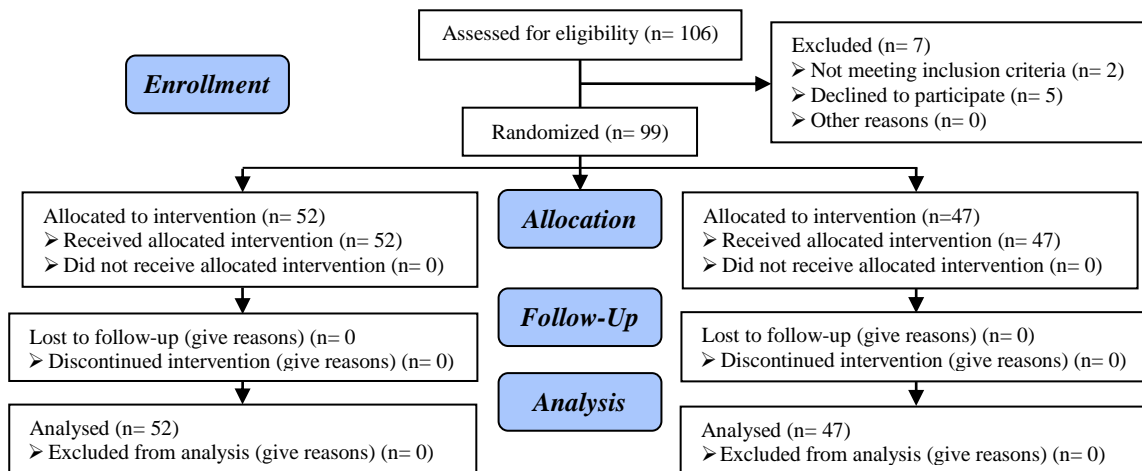 Assessed for eligibility (n= 106)
Excluded (n= 7)
➢ Not meeting inclusion criteria (n= 2)
➢ Declined to participate (n= 5)
➢ Other reasons (n= 0)
Enrollment
Randomized (n= 99)
Allocated to intervention (n= 52)
➢ Received allocated intervention (n= 52)
➢ Did not receive allocated intervention (n= 0)
Allocation
Allocated to intervention (n=47)
➢ Received allocated intervention (n= 47)
➢ Did not receive allocated intervention (n= 0)
Lost to follow-up (give reasons) (n= 0
➢ Discontinued intervention (give reasons) (n= 0)
Follow-Up
Lost to follow-up (give reasons) (n= 0)
➢ Discontinued intervention (give reasons) (n= 0)
Analysis
Analysed (n= 52)
➢ Excluded from analysis (give reasons) (n= 0)
Analysed (n= 47)
➢ Excluded from analysis (give reasons) (n= 0)